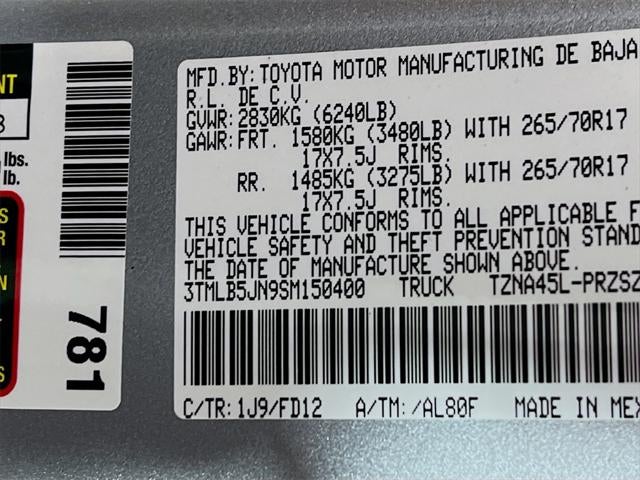 NT
lbs.
lb.
S
R
N
S
781
MFD.BY:TOYOTA MOTOR MANUFACTURING DE BAJA
R.L. DE C.V.
GVWR:2830KG (6240LB)
GAWR:FRT. 1580KG (3480LB) WITH 265/70R17
17X7.5J RIMS.
RR. 1485KG (3275LB) WITH 265/70R17
17X7.5J RIMS.
THIS VEHICLE CONFORMS TO ALL APPLICABLE F
VEHICLE SAFETY AND THEFT PREVENTION STAND
THE DATE OF MANUFACTURE SHOWN ABOVE.
3TMLB5JN9SM150400 TRUCK TZNA45L-PRZSZ
C/TR:1J9/FD12 A/TM:/AL80F MADE IN MEX